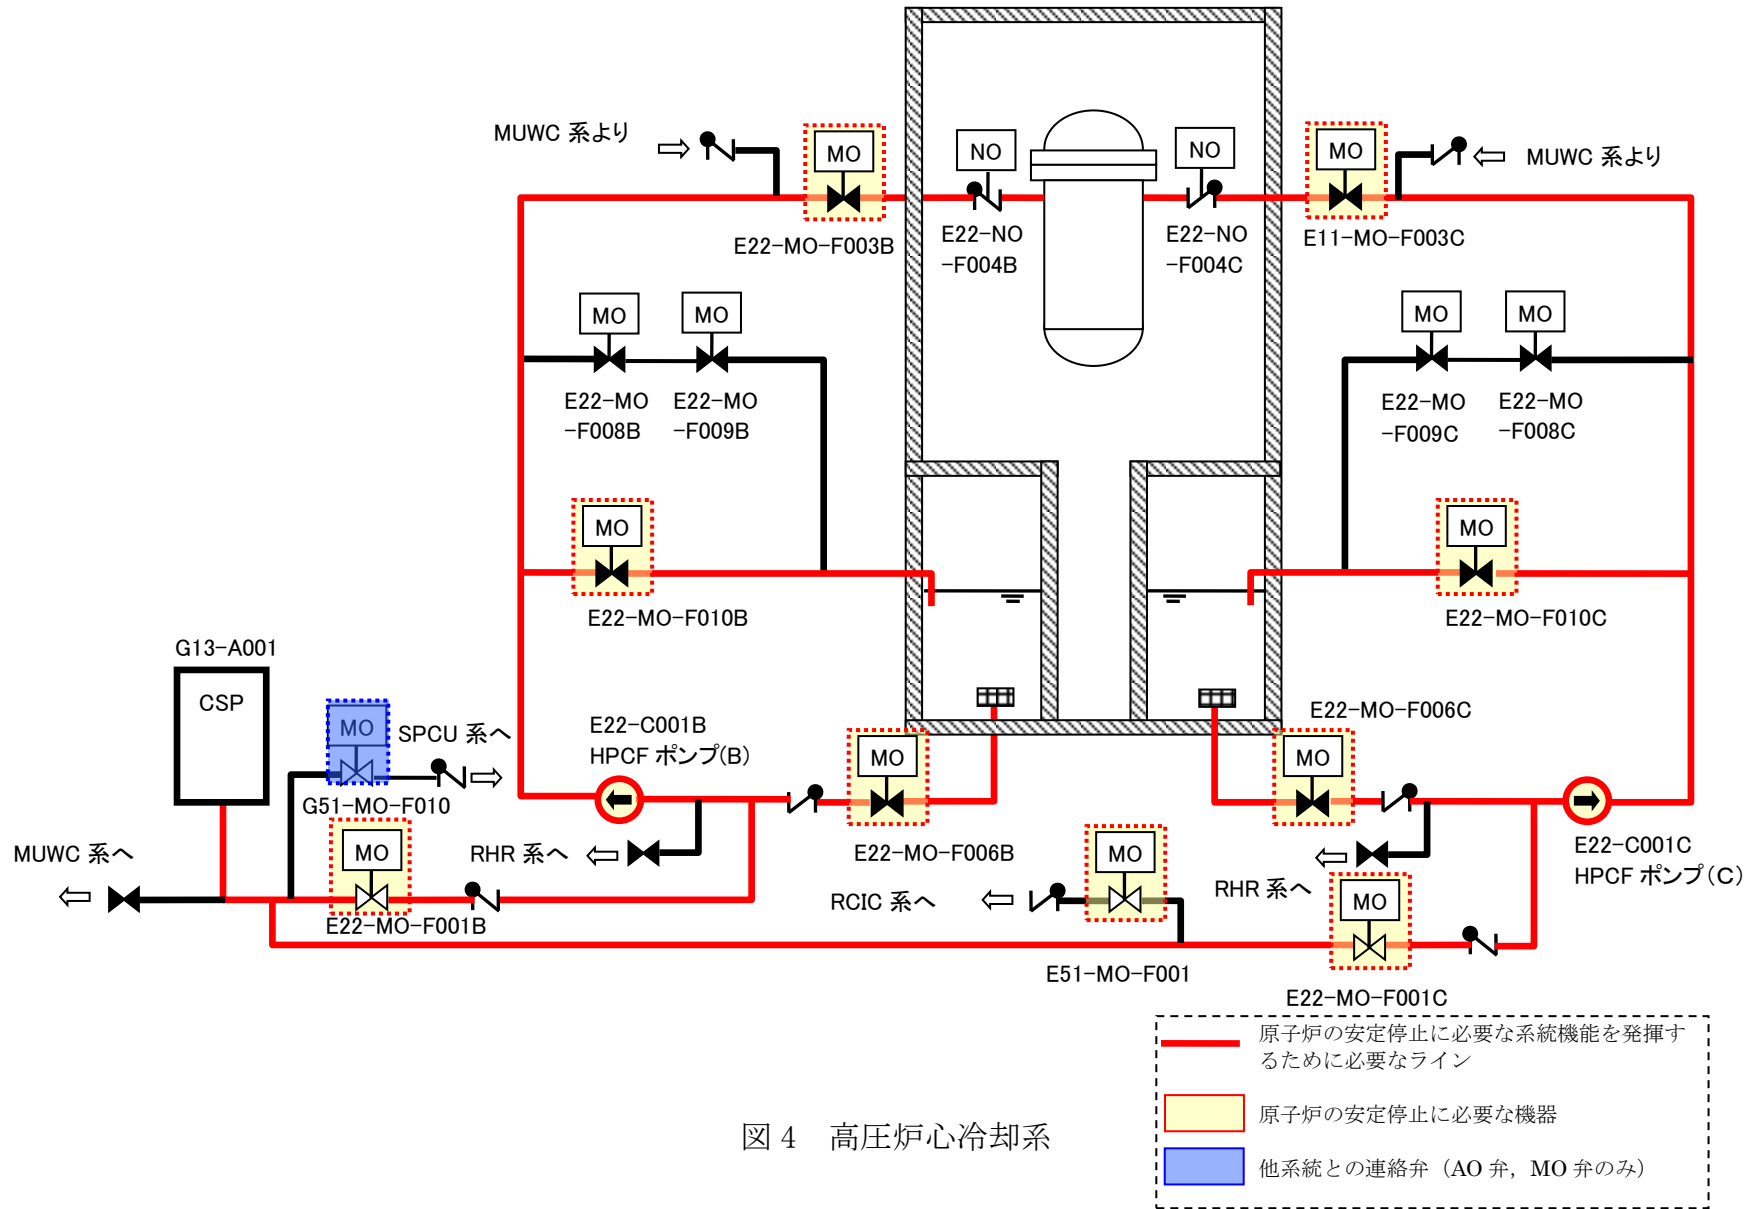 MUWC 系より
MO
NO
NO
MO
MUWC 系より
E22-MO-F003B
E22-NO
-F004B
E22-NO
-F004C
E11-MO-F003C
MO
MO
MO
MO
E22-MO
-F008B
E22-MO
-F009B
E22-MO
-F009C
E22-MO
-F008C
MO
MO
E22-MO-F010B
E22-MO-F010C
G13-A001
CSP
MO
SPCU 系へ
G51-MO-F010
E22-C001B
HPCF ポンプ(B)
MO
E22-MO-F006B
E22-MO-F006C
MO
E22-C001C
HPCF ポンプ(C)
MUWC 系へ
MO
E22-MO-F001B
RHR 系へ
RCIC 系へ
MO
E51-MO-F001
RHR 系へ
MO
E22-MO-F001C
原子炉の安定停止に必要な系統機能を発揮す
るために必要なライン
原子炉の安定停止に必要な機器
他系統との連絡弁（AO 弁，MO 弁のみ）
図 4　高圧炉心冷却系